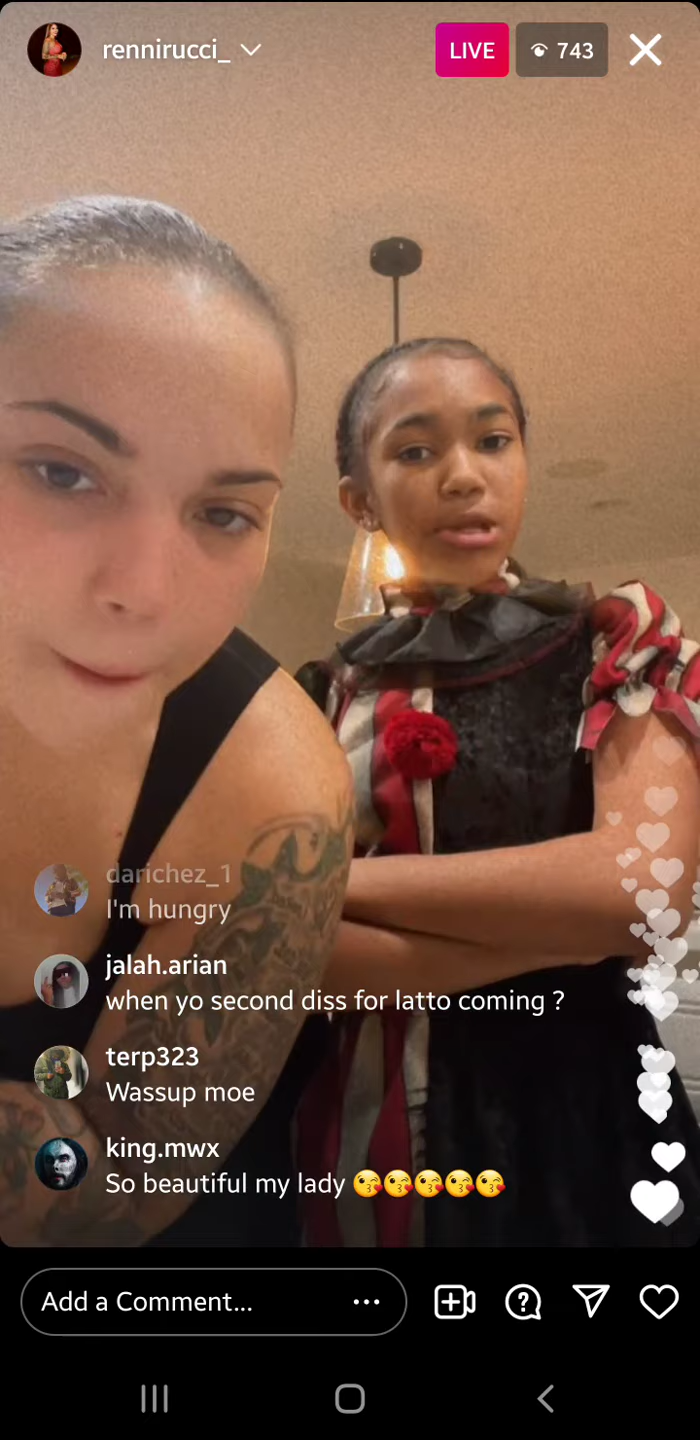 rennirucci_
LIVE
743
darichez_1
I'm hungry
jalah.arian
when yo second diss for latto coming ?
terp323
Wassup moe
king.mwx
So beautiful my lady 😘😘😘😘😘
Add a Comment...